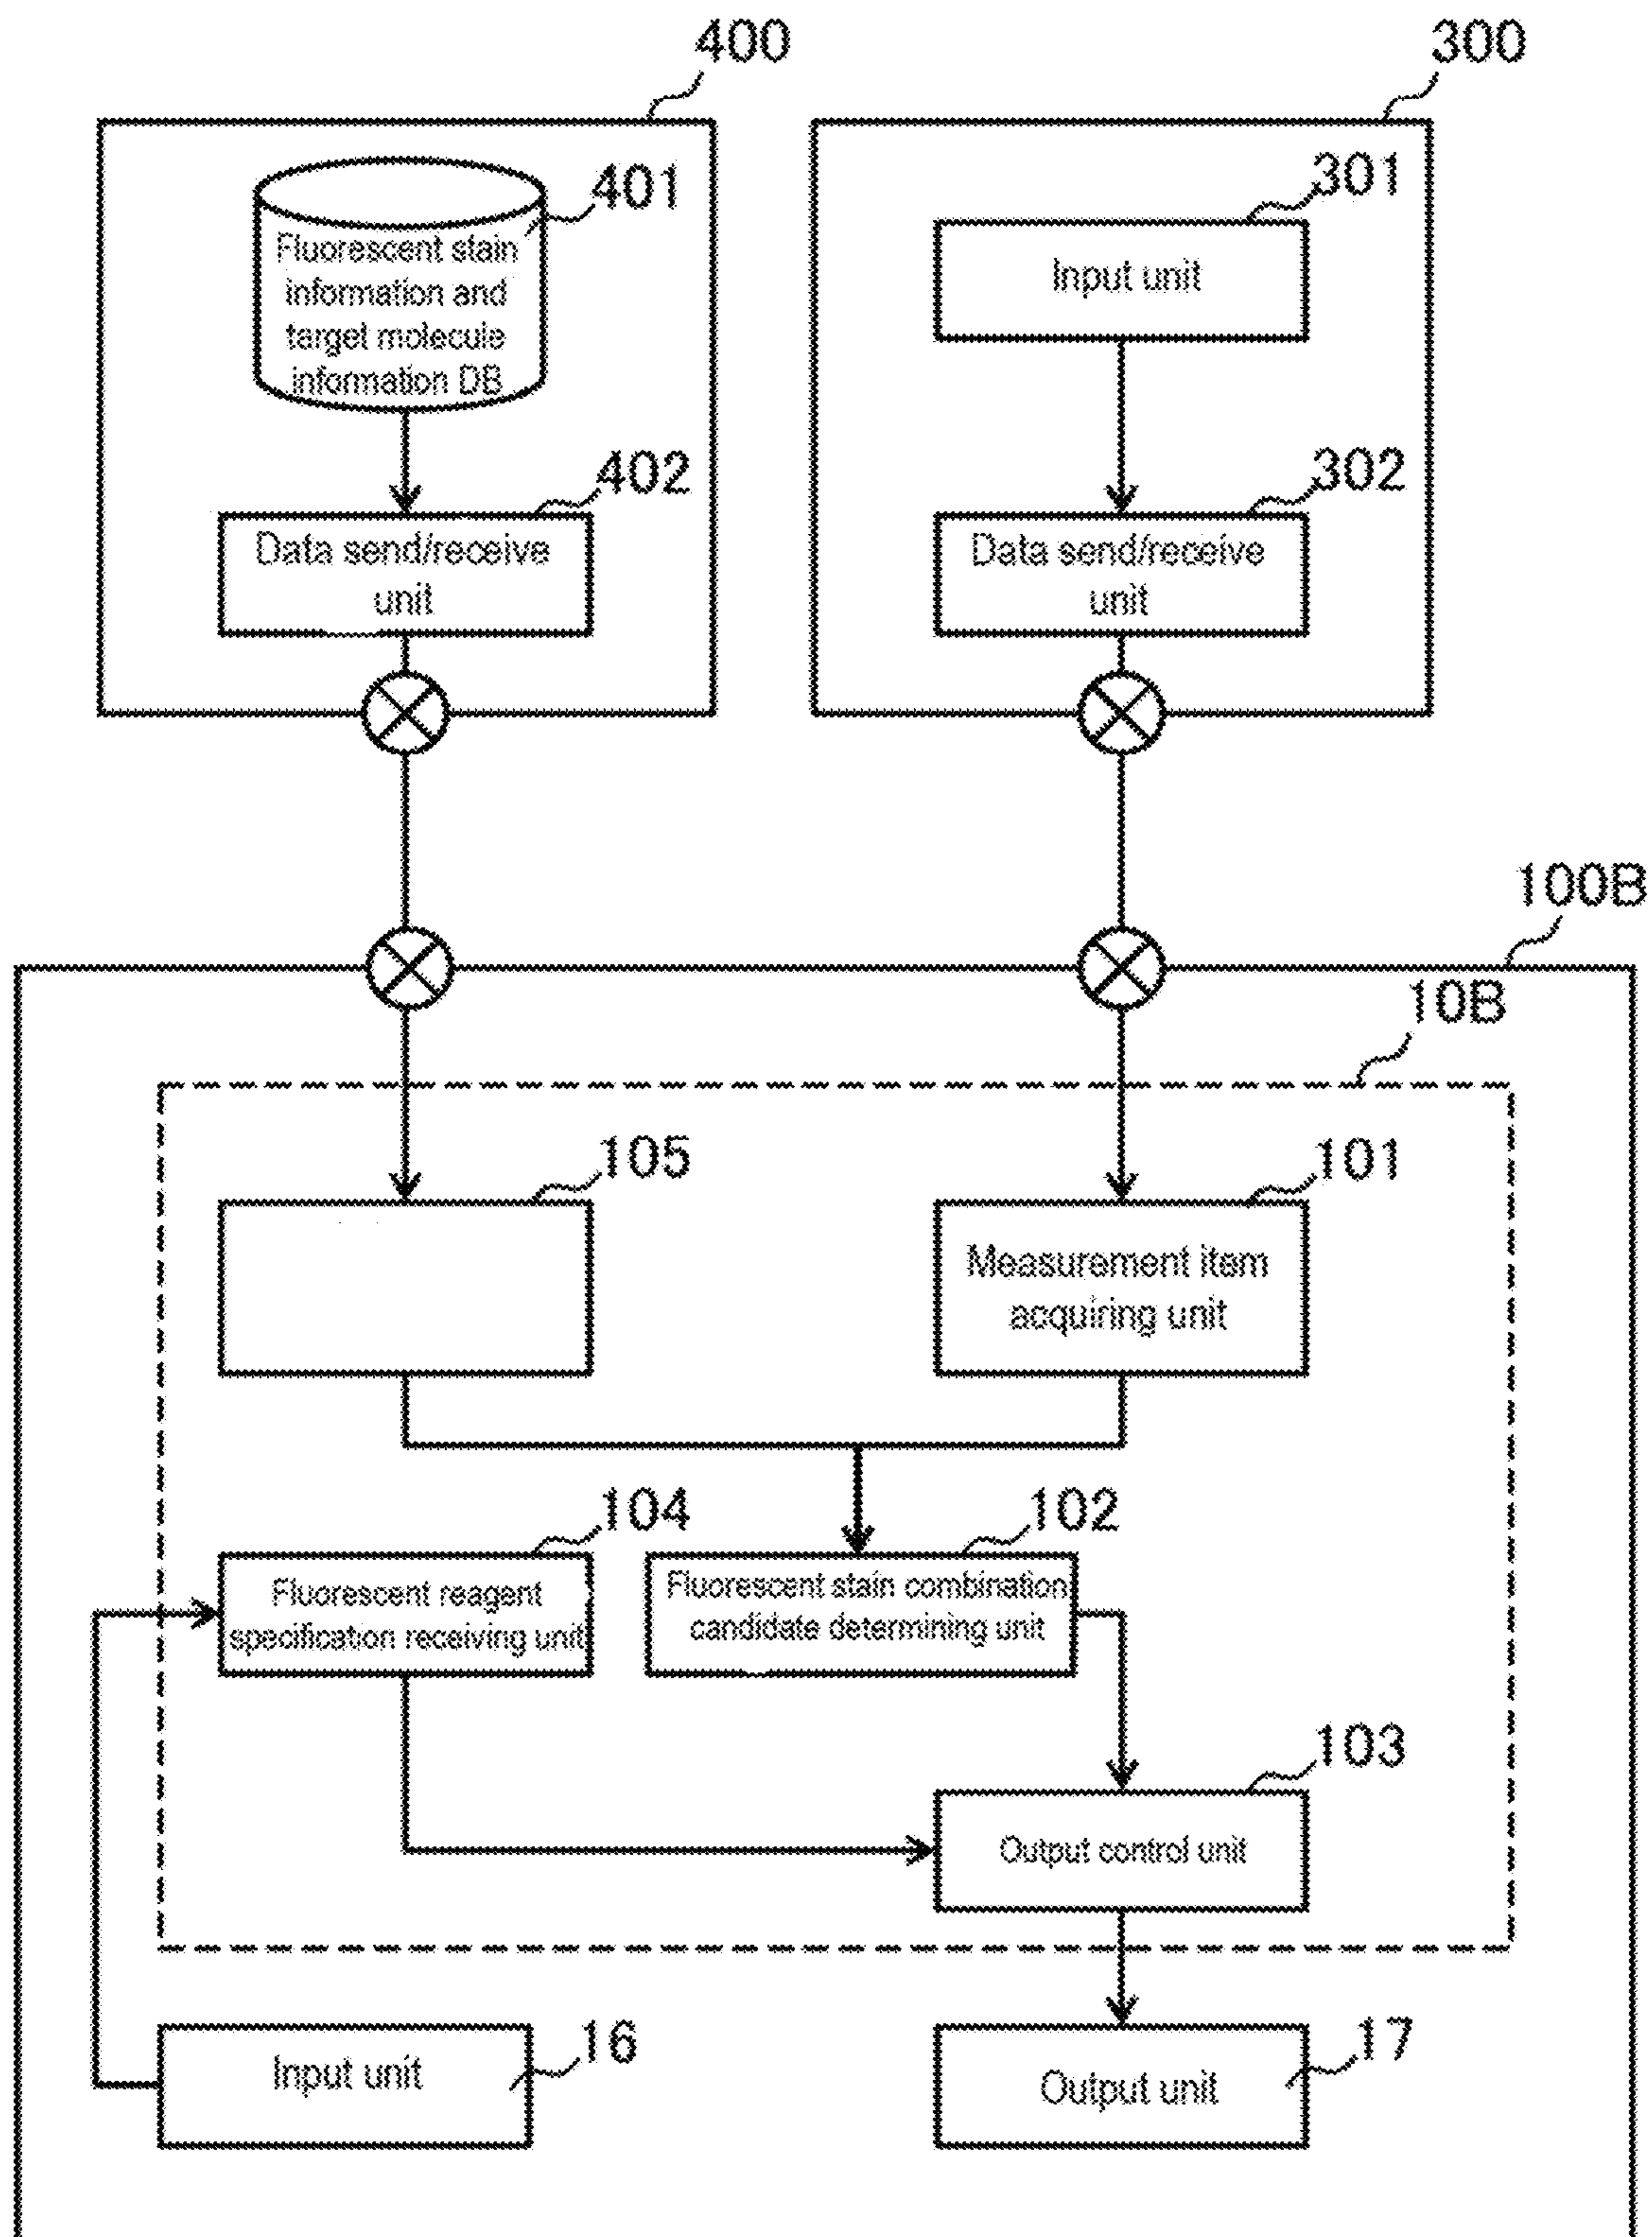 400
300
401
301
Fluorescent stain
information and
target molecule
information DB
Input unit
402
302
Data send/receive
unit
Data send/receive
unit
100B
10B
105
101
Measurement item
acquiring unit
104
102
Fluorescent reagent
specification receiving unit
Fluorescent stain combination
candidate determining unit
103
Output control unit
16
17
Input unit
Output unit